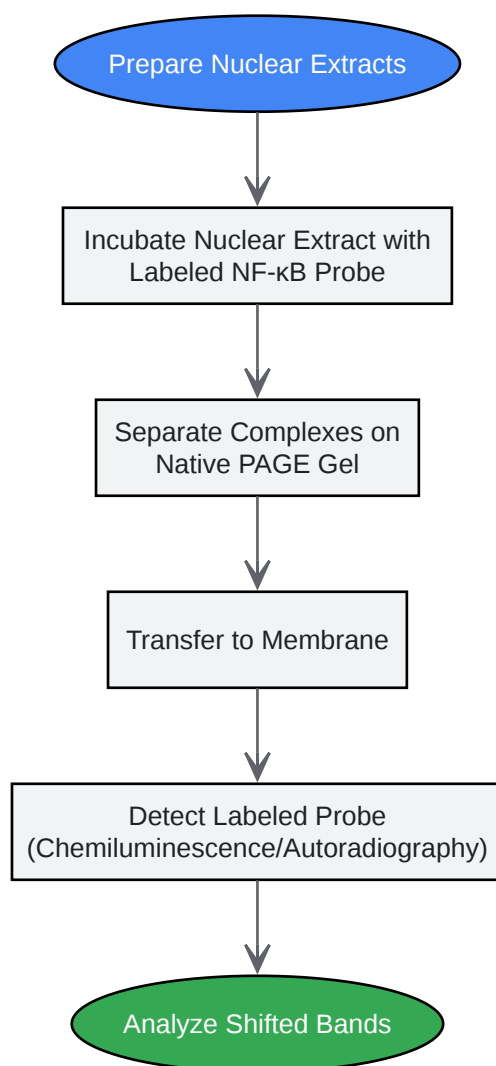 Prepare Nuclear Extracts
Incubate Nuclear Extract with
Labeled NF-κB Probe
Separate Complexes on
Native PAGE Gel
Transfer to Membrane
Detect Labeled Probe
(Chemiluminescence/Autoradiography)
Analyze Shifted Bands